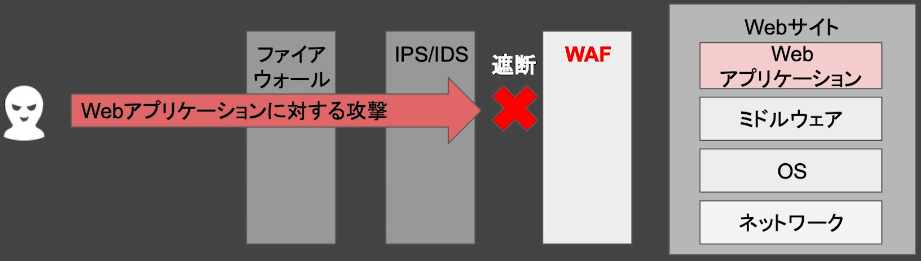 ファイア
ウォール
IPS/IDS
遮断
WAF
Webサイト
Web
アプリケーション
Webアプリケーションに対する攻撃
ミドルウェア
OS
ネットワーク